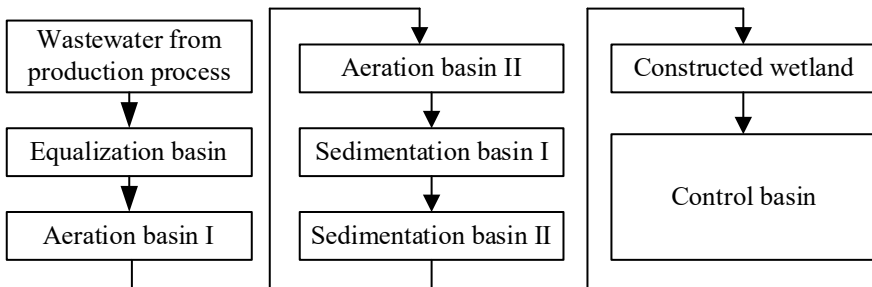 Wastewater from
production process
Equalization basin
Aeration basin I
Aeration basin II
Sedimentation basin I
Sedimentation basin II
Constructed wetland
Control basin